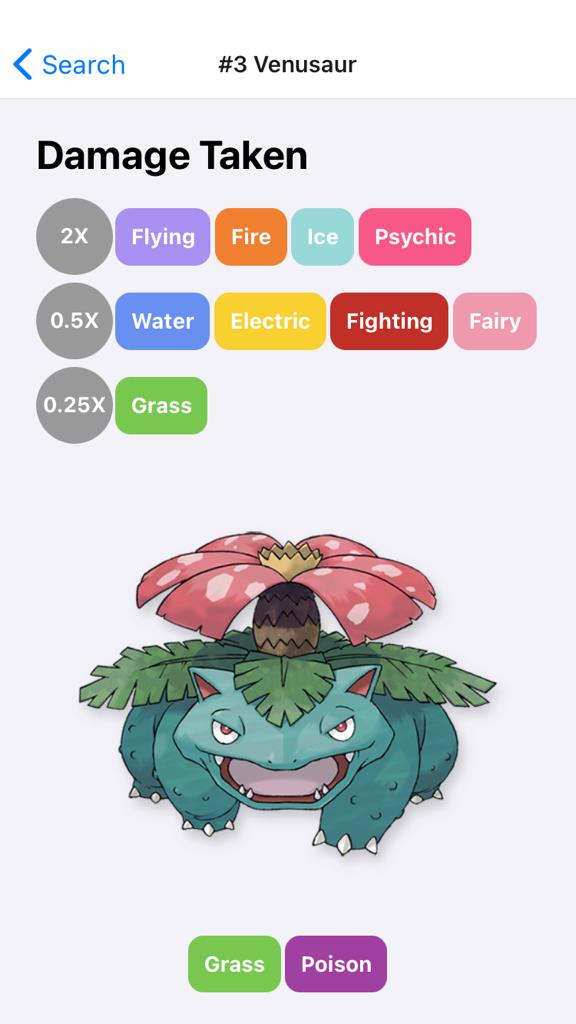 Search #3 Venusaur
Damage Taken
2X Flying Fire Ice Psychic
0.5X Water Electric Fighting Fairy
0.25X Grass
Grass Poison